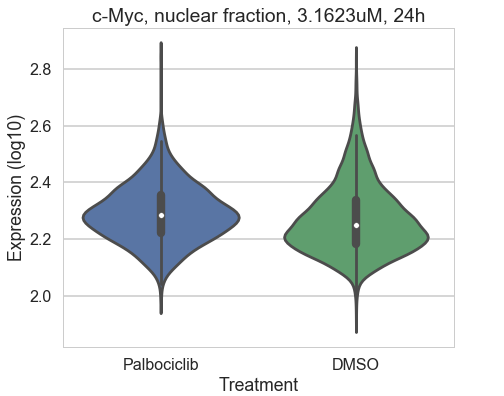 c-Myc, nuclear fraction, 3.1623uM, 24h
Expression (log10)
2.8
2.6
2.4
2.2
2.0
Palbociclib
DMSO
Treatment